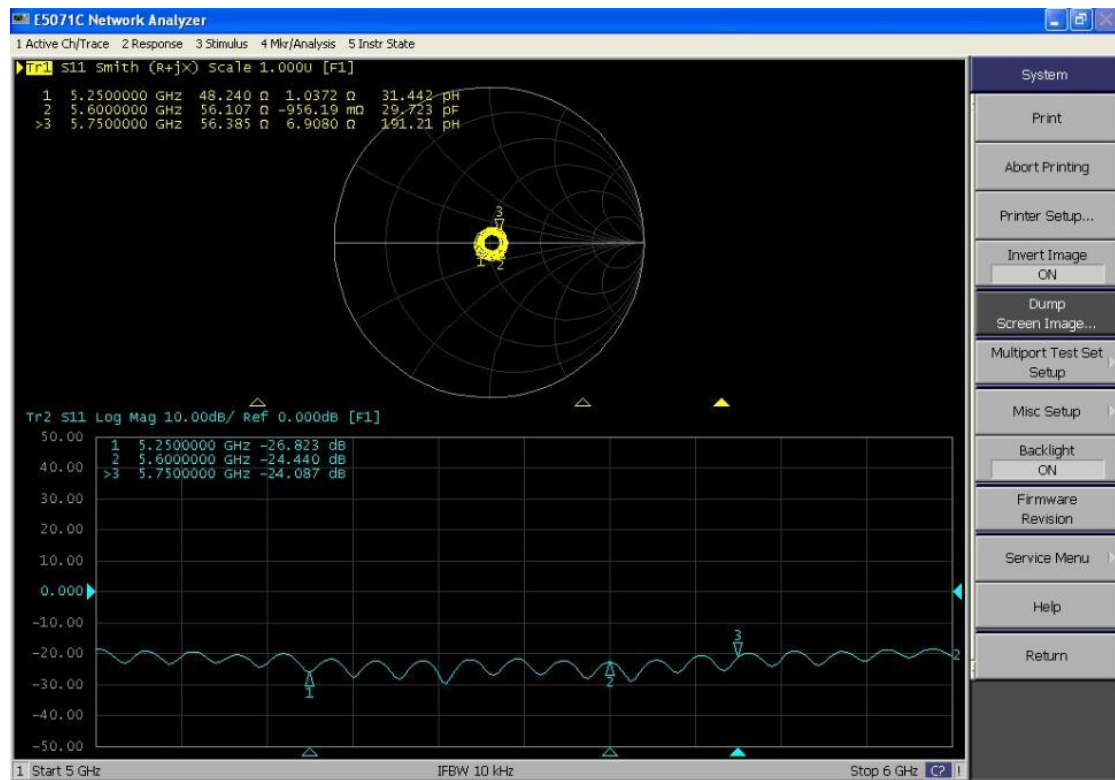 E5071C Network Analyzer
1 Active Ch/Trace 2 Response 3 Stimulus 4 Mkr/Analysis 5 Instr State
Tr1 S11 Smith (R+jX) Scale 1.000U [F1]
1 5.2500000 GHz 48.240 Ω 1.0372 Ω 31.442 pH
2 5.6000000 GHz 56.107 Ω -956.19 mΩ 29.723 pF
>3 5.7500000 GHz 56.385 Ω 6.9080 Ω 191.21 pH
3
1
2
Tr2 S11 Log Mag 10.00dB/ Ref 0.000dB [F1]
50.00
40.00
30.00
20.00
10.00
0.000
-10.00
-20.00
-30.00
-40.00
-50.00
1 5.2500000 GHz -26.823 dB
2 5.6000000 GHz -24.440 dB
>3 5.7500000 GHz -24.087 dB
3
1
2
2
1 Start 5 GHz
IFBW 10 kHz
Stop 6 GHz C? !
System
Print
Abort Printing
Printer Setup...
Invert Image
ON
Dump
Screen Image...
Multiport Test Set
Setup
Misc Setup
Backlight
ON
Firmware
Revision
Service Menu
Help
Return